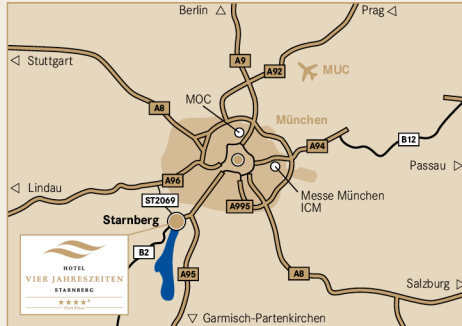 Berlin
Prag
A9
A92
MUC
Stuttgart
MOC
A8
München
A94
B12
Passau
A96
Lindau
ST2069
Messe München
ICM
Starnberg
A995
HOTEL
VIER JAHRESZEITEN
STARNBERG
B2
A95
A8
Salzburg
Garmisch-Partenkirchen